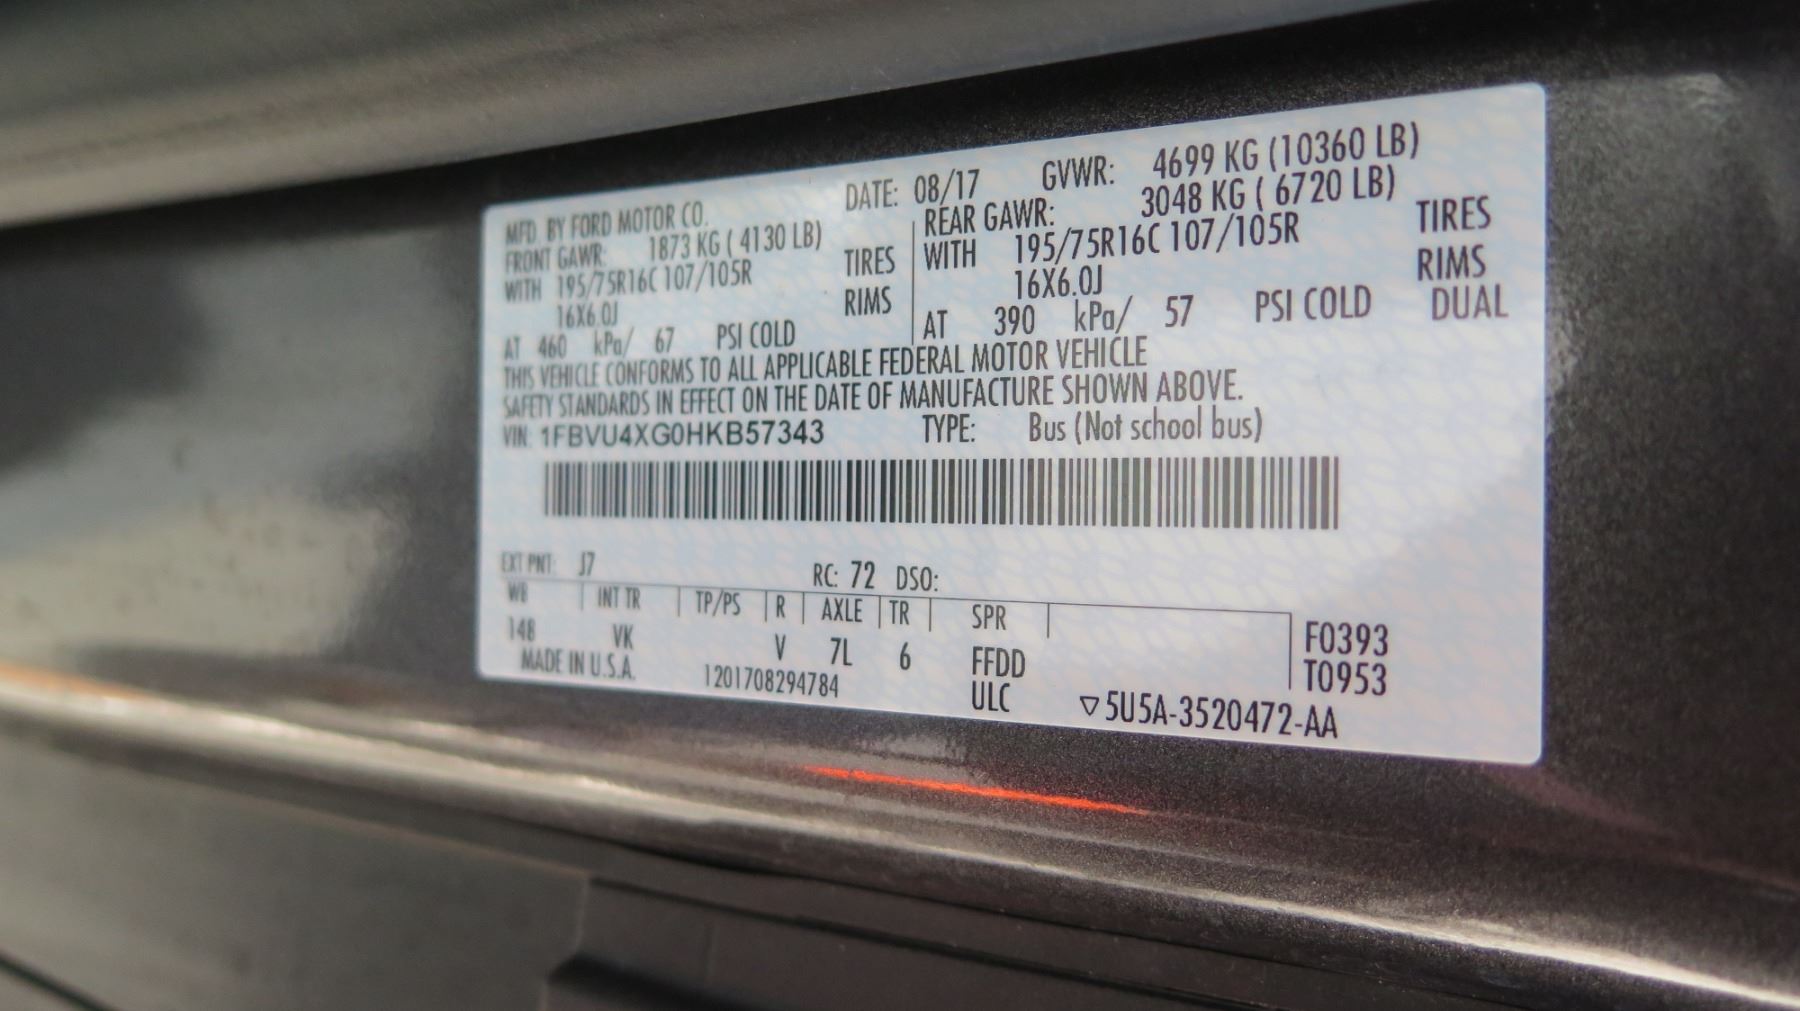 MFD. BY FORD MOTOR CO. DATE: 08/17 GVWR: 4699 KG (10360 LB)
FRONT GAWR: 1873 KG ( 4130 LB) REAR GAWR: 3048 KG ( 6720 LB)
WITH 195/75R16C 107/105R TIRES WITH 195/75R16C 107/105R TIRES
16X6.0J RIMS 16X6.0J RIMS
AT 460 kPa/ 67 PSI COLD AT 390 kPa/ 57 PSI COLD DUAL
THIS VEHICLE CONFORMS TO ALL APPLICABLE FEDERAL MOTOR VEHICLE
SAFETY STANDARDS IN EFFECT ON THE DATE OF MANUFACTURE SHOWN ABOVE.
VIN: 1FBVU4XG0HKB57343 TYPE: Bus (Not school bus)
EXT PNT: J7 RC: 72 DSO:
WB INT TR TP/PS R AXLE TR SPR
148 VK V 7L 6 FFDD F0393
MADE IN U.S.A. 1201708294784 ULC T0953
▽5U5A-3520472-AA